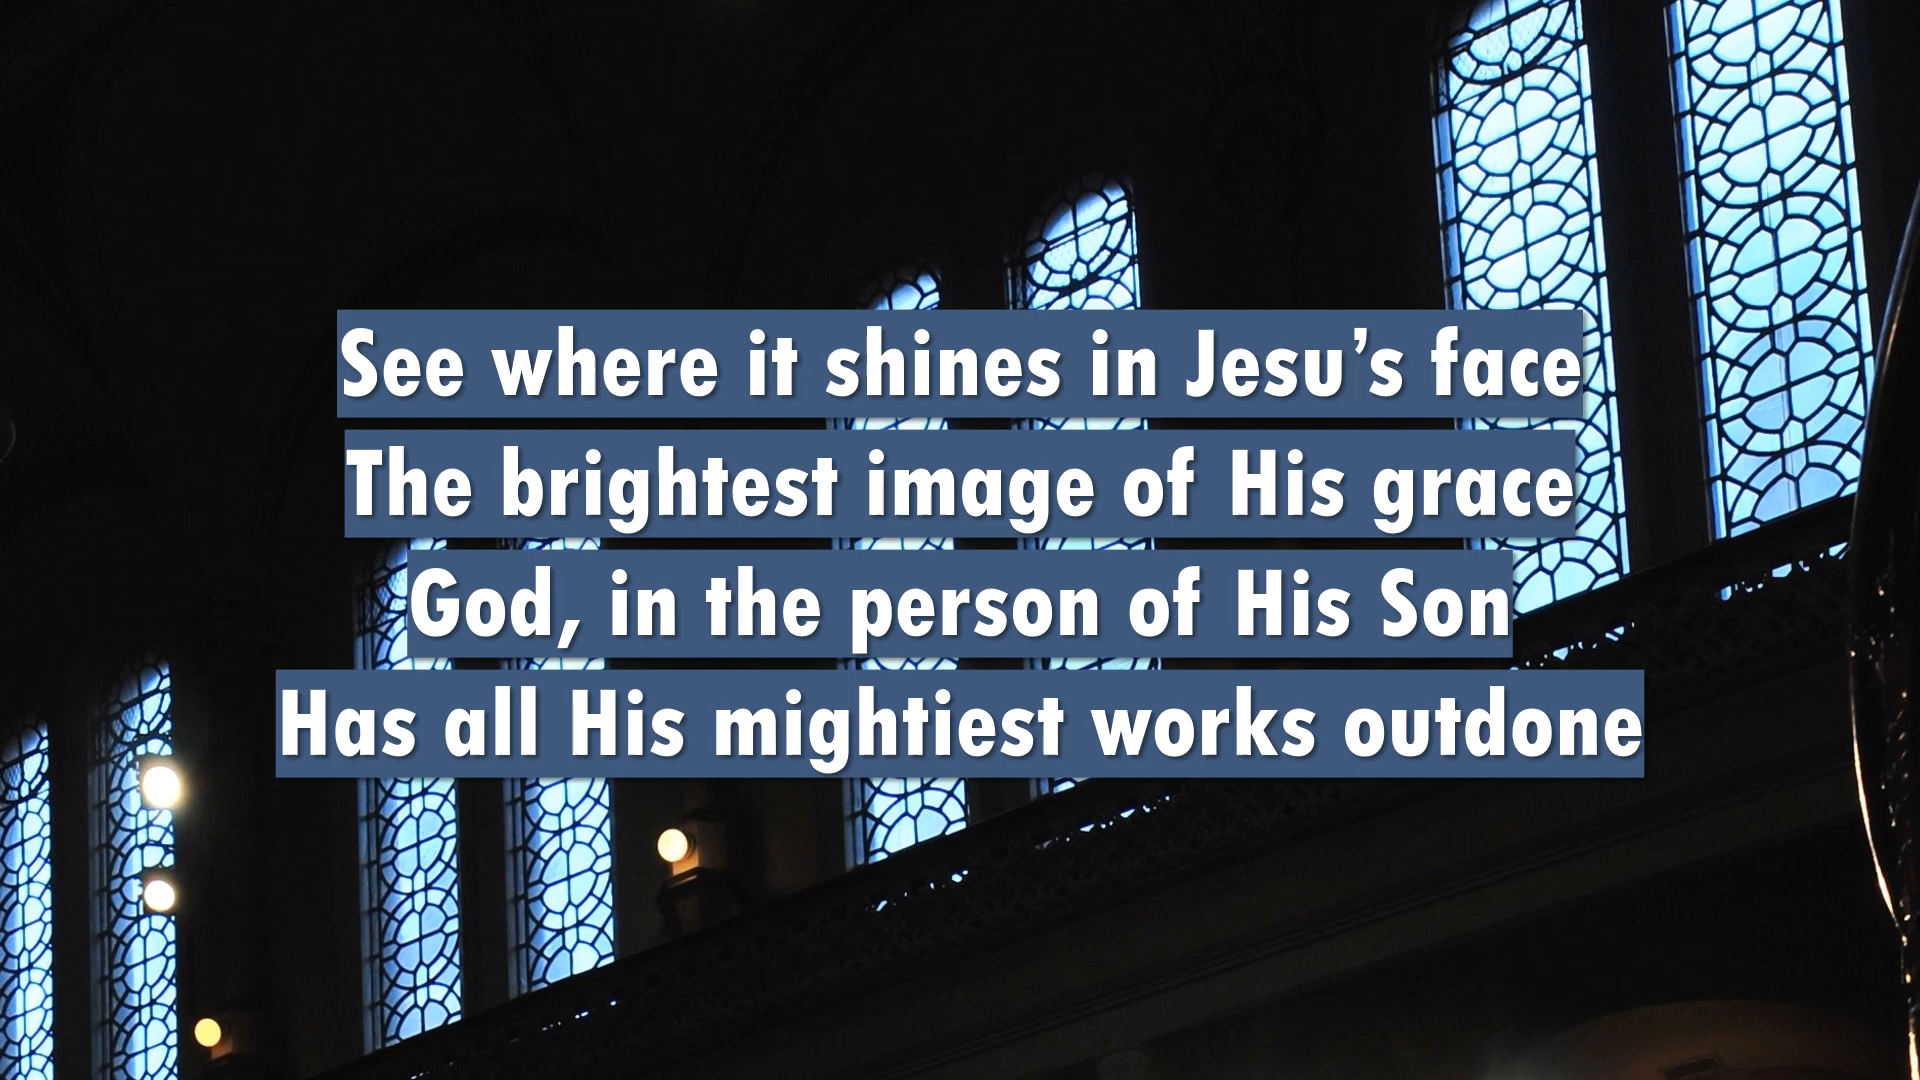 See where it shines in Jesu’s face
The brightest image of His grace
God, in the person of His Son
Has all His mightiest works outdone